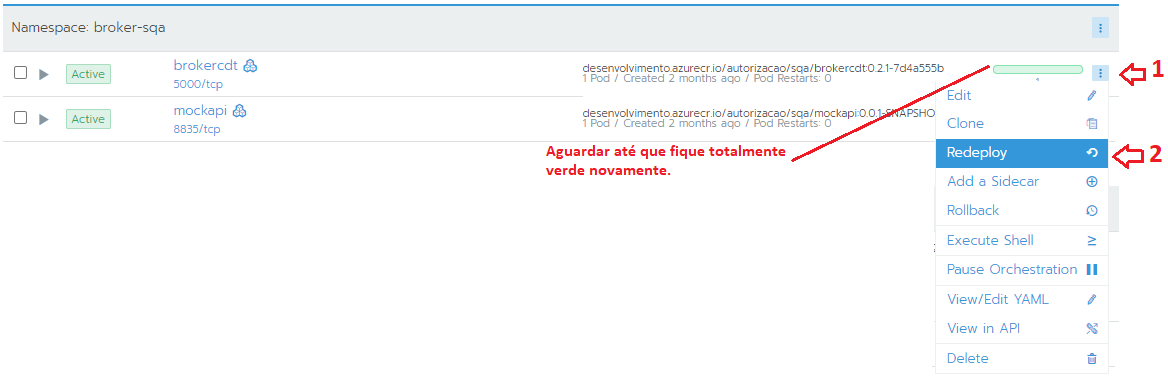 Namespace: broker-sqa
Active
brokercdt
5000/tcp
desenvolvimento.azurecr.io/autorizacao/sqa/brokercdt:0.2.1-7d4a555b
1 Pod / Created 2 months ago / Pod Restarts: 0
1
Active
mockapi
8835/tcp
desenvolvimento.azurecr.io/autorizacao/sqa/mockapi:0.0.1-SNAPSHO
1 Pod / Created 2 months ago / Pod Restarts: 0
Aguardar até que fique totalmente
verde novamente.
Edit
Clone
Redeploy
2
Add a Sidecar
Rollback
Execute Shell
Pause Orchestration
View/Edit YAML
View in API
Delete